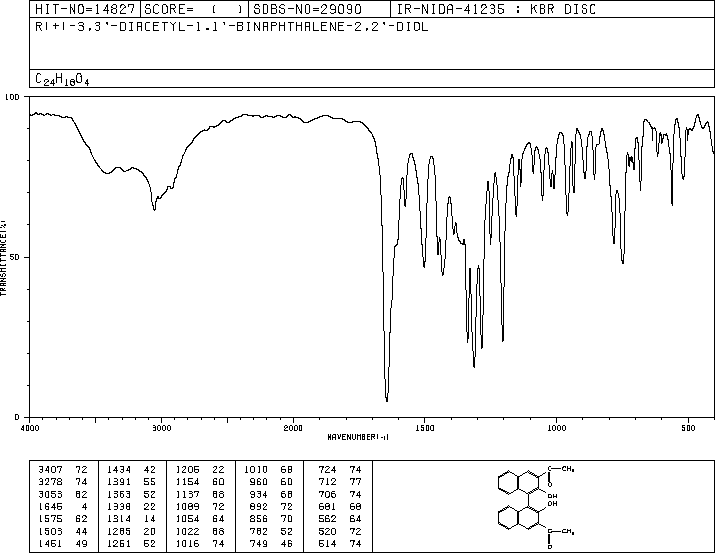 HIT-NO=14827 SCORE= ( ) SDBS-NO=29090 IR-NIDA-41235 : KBR DISC
R(+)-3,3'-DIACETYL-1,1'-BINAPHTHALENE-2,2'-DIOL
C24H18O4
100
50
0
TRANSMITTANCE(%)
4000 3000 2000 1500 1000 500
WAVENUMBER(-1)
3407 72 1434 42 1206 22 1010 68 724 74
3278 74 1391 55 1154 60 960 60 712 77
3053 62 1363 52 1137 68 934 68 706 74
1645 4 1338 22 1089 72 892 72 681 68
1575 62 1314 14 1054 64 856 70 562 64
1503 44 1285 20 1022 68 782 52 520 72
1451 49 1251 52 1016 74 749 46 514 74
C—CH3
O
OH
OH
C—CH3
O